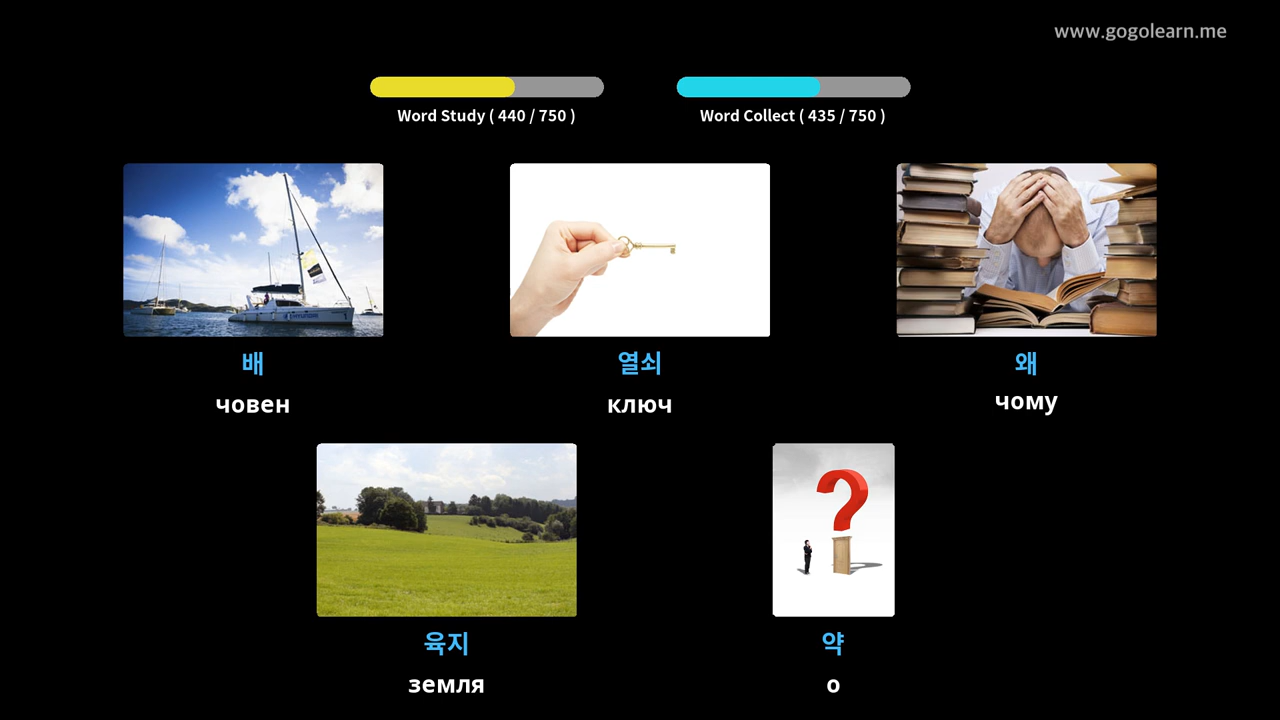 www.gogolearn.me
Word Study ( 440 / 750 )
Word Collect ( 435 / 750 )
배
човен
열쇠
ключ
왜
чому
육지
земля
약
о